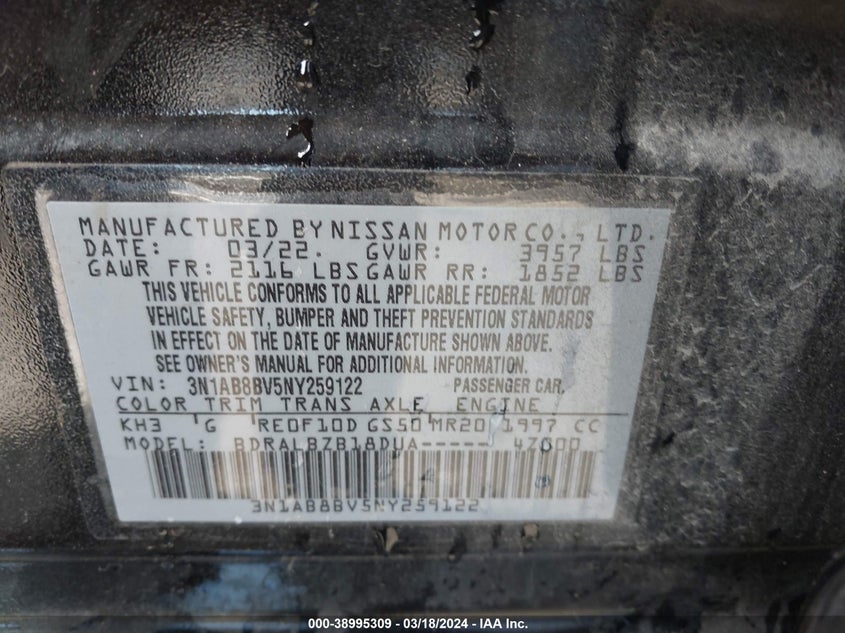 MANUFACTURED BY NISSAN MOTOR CO., LTD.
DATE: 03/22. GVWR: 3957 LBS
GAWR FR: 2116 LBS GAWR RR: 1852 LBS
THIS VEHICLE CONFORMS TO ALL APPLICABLE FEDERAL MOTOR
VEHICLE SAFETY, BUMPER AND THEFT PREVENTION STANDARDS
IN EFFECT ON THE DATE OF MANUFACTURE SHOWN ABOVE.
SEE OWNER'S MANUAL FOR ADDITIONAL INFORMATION.
VIN: 3N1AB8BV5NY259122 PASSENGER CAR.
COLOR TRIM TRANS AXLE ENGINE
KH3 G RE0F10D GS50 MR20 1997 CC
MODEL: BDRALBZB18DUA----- 4Z000
3N1AB8BV5NY259122
000-38995309 - 03/18/2024 - IAA Inc.